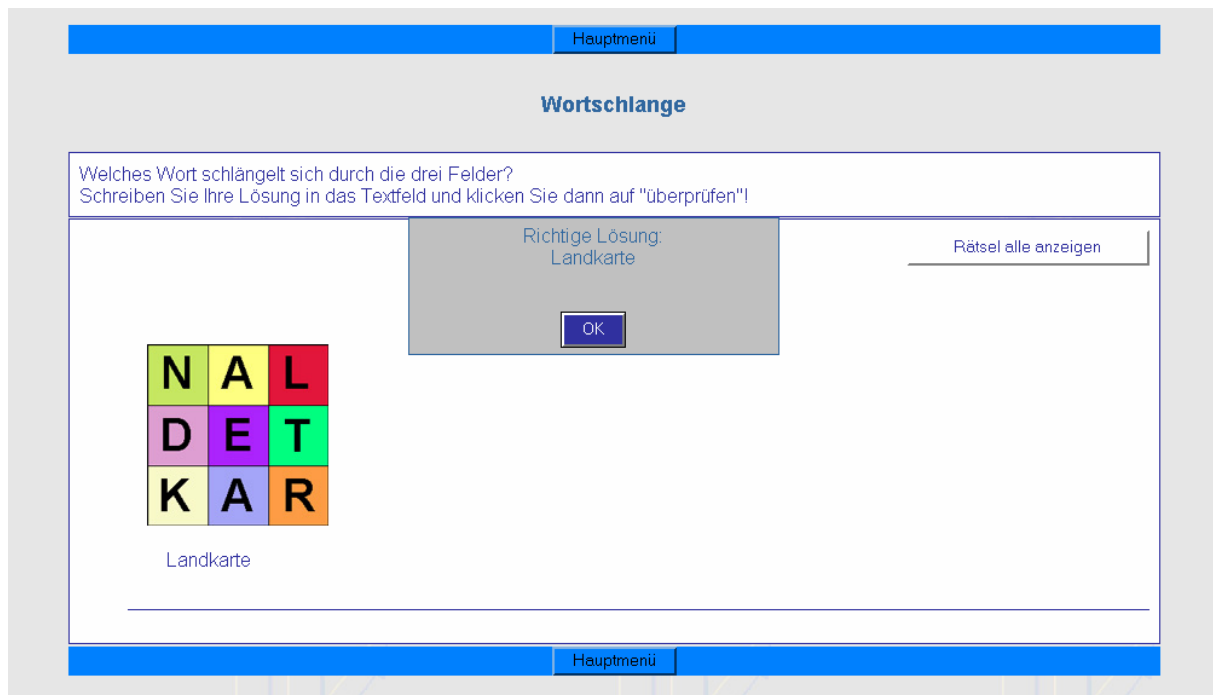 Hauptmenü
Wortschlange
Welches Wort schlängelt sich durch die drei Felder?
Schreiben Sie Ihre Lösung in das Textfeld und klicken Sie dann auf "überprüfen"!
Richtige Lösung:
Landkarte
OK
Rätsel alle anzeigen
N A L
D E T
K A R
Landkarte
Hauptmenü